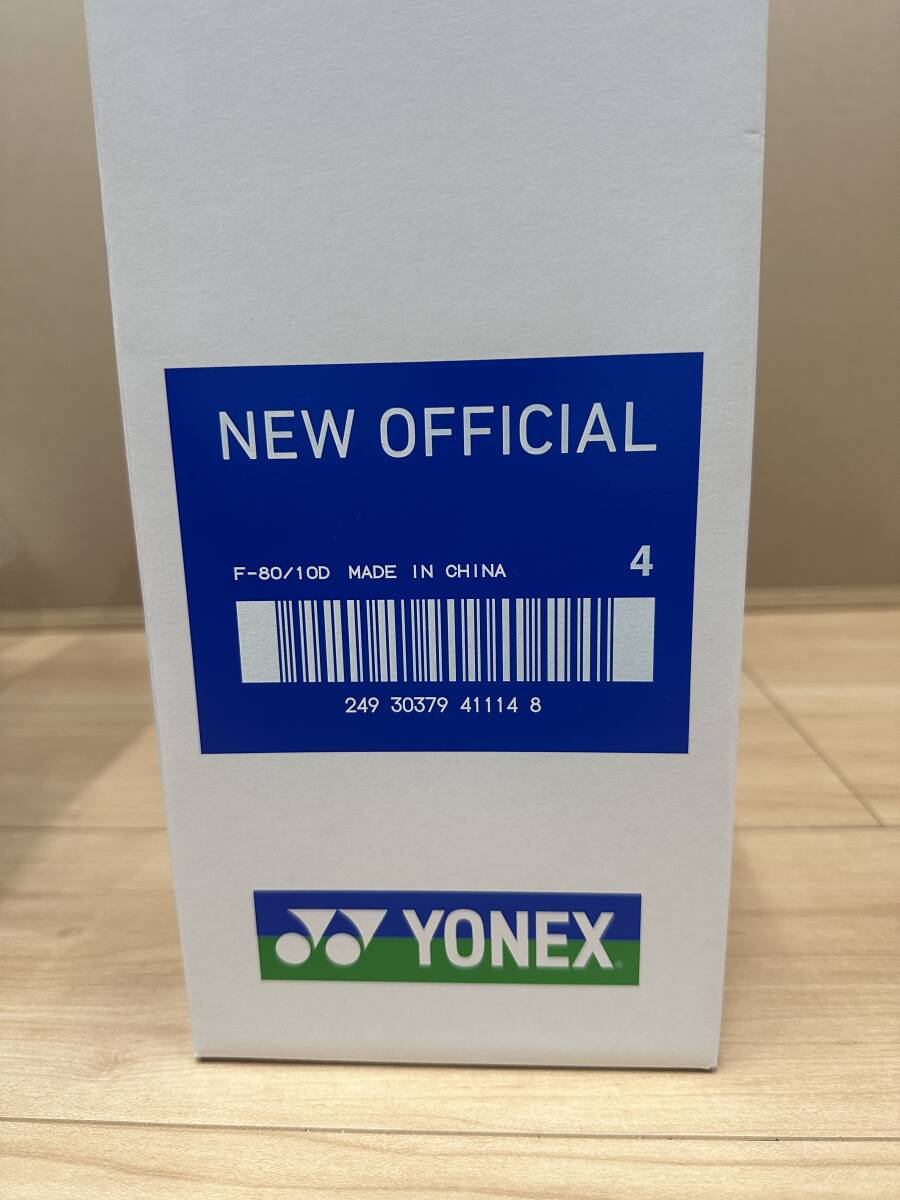 NEW OFFICIAL
F-80/10D MADE IN CHINA 4
249 30379 41114 8
YONEX®